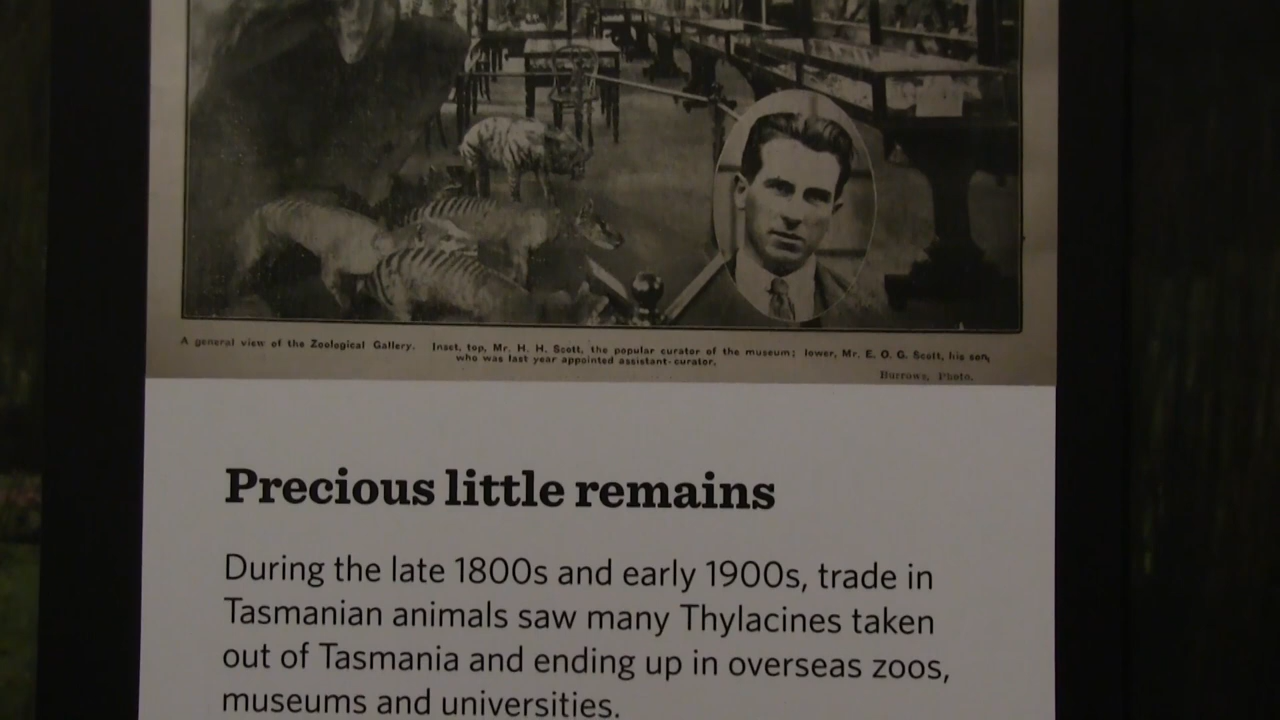 A general view of the Zoological Gallery. Inset, top, Mr. H. H. Scott, the popular curator of the museum; lower, Mr. E. O. G. Scott, his son,
who was last year appointed assistant-curator.
Burrows, Photo.
Precious little remains
During the late 1800s and early 1900s, trade in
Tasmanian animals saw many Thylacines taken
out of Tasmania and ending up in overseas zoos,
museums and universities.